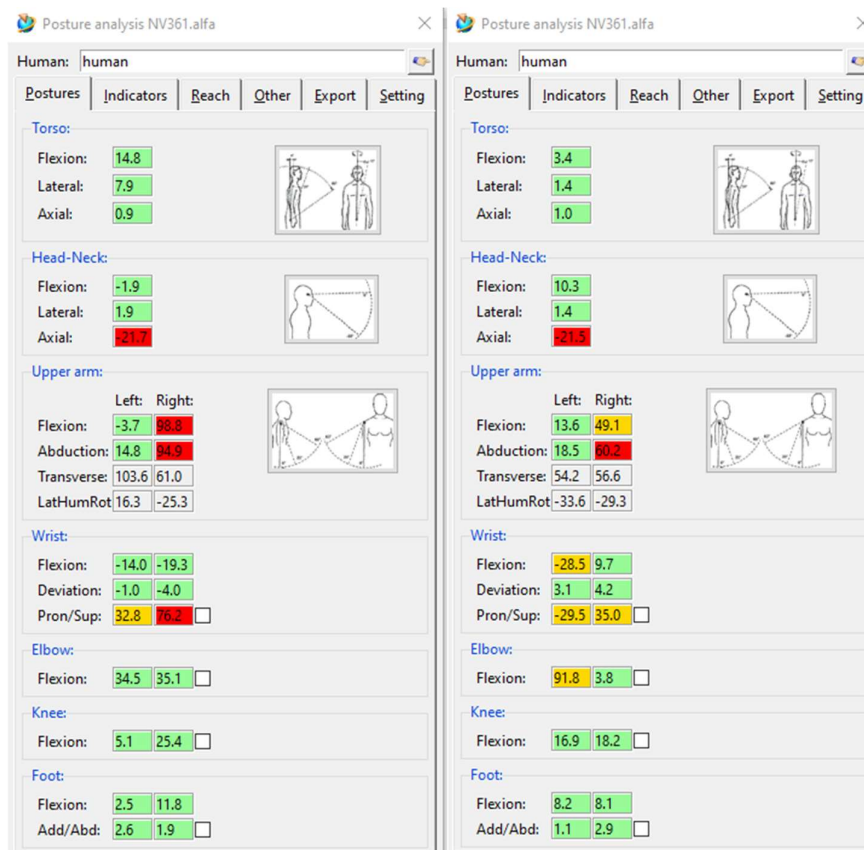 Posture analysis NV361.alfa
Human: human
Postures Indicators Reach Other Export Setting
Torso:
Flexion: 14.8
Lateral: 7.9
Axial: 0.9
Head-Neck:
Flexion: -1.9
Lateral: 1.9
Axial: -21.7
Upper arm:
Left: Right:
Flexion: -3.7 98.8
Abduction: 14.8 94.9
Transverse: 103.6 61.0
LatHumRot 16.3 -25.3
Wrist:
Flexion: -14.0 -19.3
Deviation: -1.0 -4.0
Pron/Sup: 32.8 76.2
Elbow:
Flexion: 34.5 35.1
Knee:
Flexion: 5.1 25.4
Foot:
Flexion: 2.5 11.8
Add/Abd: 2.6 1.9
Posture analysis NV361.alfa
Human: human
Postures Indicators Reach Other Export Setting
Torso:
Flexion: 3.4
Lateral: 1.4
Axial: 1.0
Head-Neck:
Flexion: 10.3
Lateral: 1.4
Axial: -21.5
Upper arm:
Left: Right:
Flexion: 13.6 49.1
Abduction: 18.5 60.2
Transverse: 54.2 56.6
LatHumRot -33.6 -29.3
Wrist:
Flexion: -28.5 9.7
Deviation: 3.1 4.2
Pron/Sup: -29.5 35.0
Elbow:
Flexion: 91.8 3.8
Knee:
Flexion: 16.9 18.2
Foot:
Flexion: 8.2 8.1
Add/Abd: 1.1 2.9